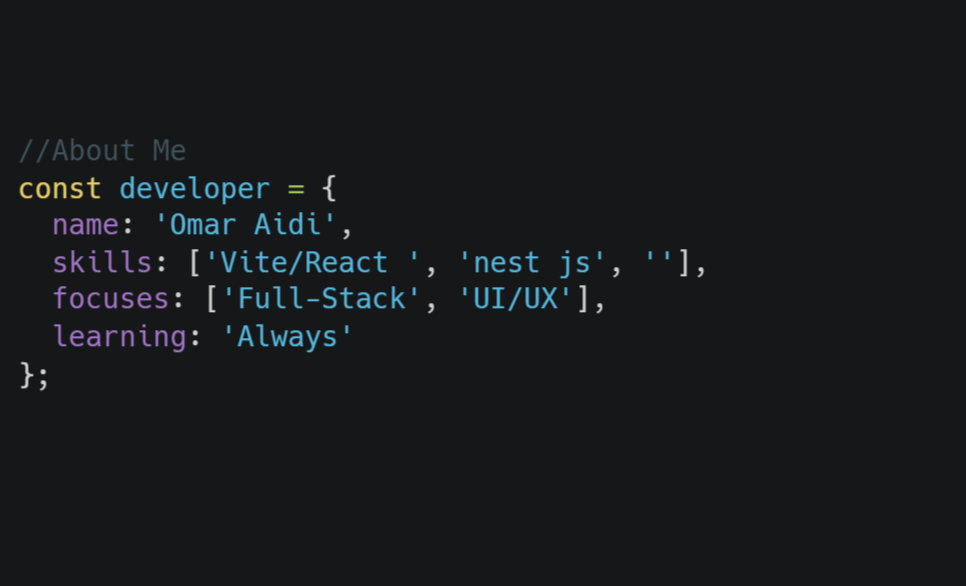 //About Me
const developer = {
  name: 'Omar Aidi',
  skills: ['Vite/React ', 'nest js', ''],
  focuses: ['Full-Stack', 'UI/UX'],
  learning: 'Always'
};